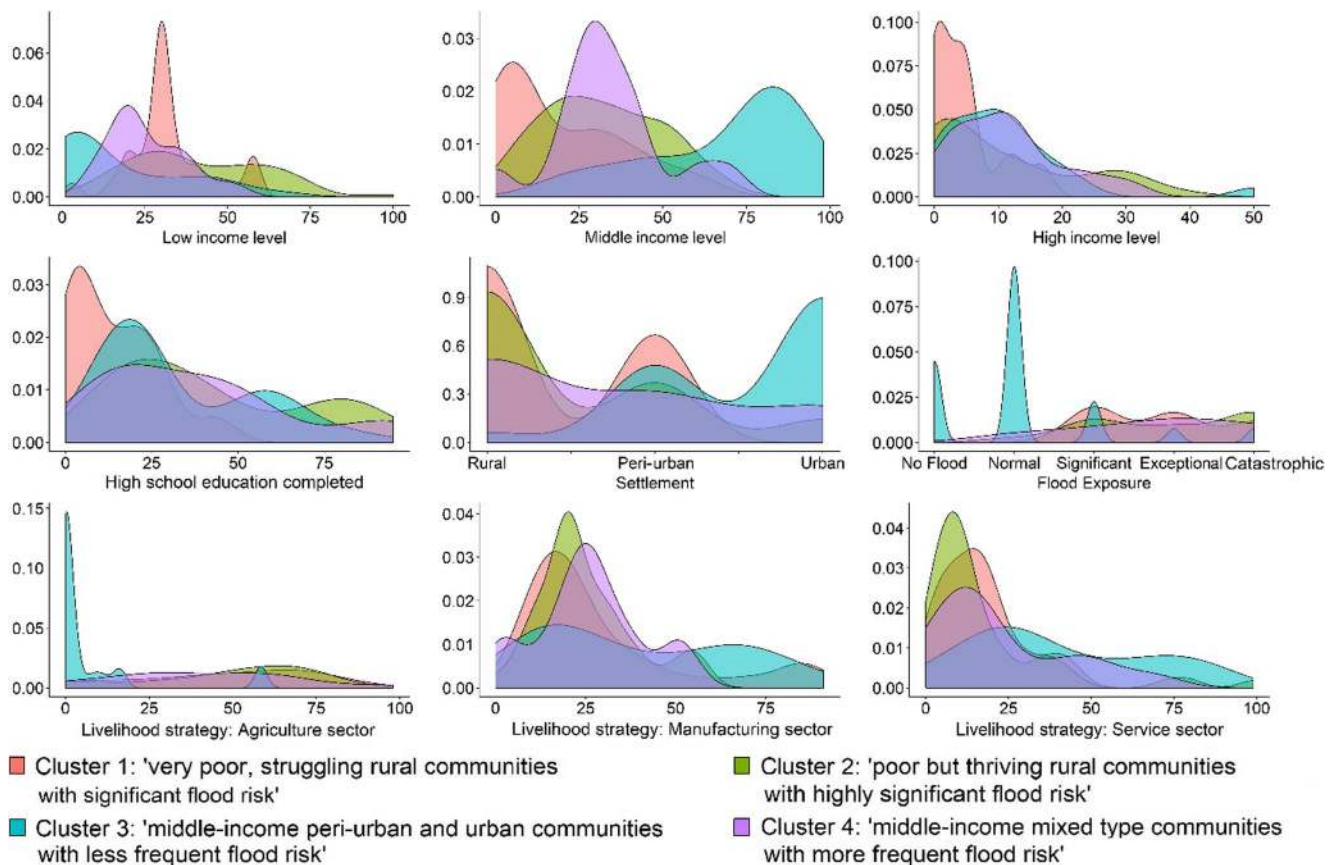 0.06
0.04
0.02
0.00
0 25 50 75 100
Low income level
0.03
0.02
0.01
0.00
0 25 50 75 100
Middle income level
0.100
0.075
0.050
0.025
0.000
0 10 20 30 40 50
High income level
0.03
0.02
0.01
0.00
0 25 50 75
High school education completed
0.9
0.6
0.3
0.0
Rural Peri-urban Urban
Settlement
0.100
0.075
0.050
0.025
0.000
No Flood Normal Significant Exceptional Catastrophic
Flood Exposure
0.15
0.10
0.05
0.00
0 25 50 75 100
Livelihood strategy: Agriculture sector
0.04
0.03
0.02
0.01
0.00
0 25 50 75
Livelihood strategy: Manufacturing sector
0.04
0.03
0.02
0.01
0.00
0 25 50 75 100
Livelihood strategy: Service sector
Cluster 1: 'very poor, struggling rural communities
with significant flood risk'
Cluster 2: 'poor but thriving rural communities
with highly significant flood risk'
Cluster 3: 'middle-income peri-urban and urban communities
with less frequent flood risk'
Cluster 4: 'middle-income mixed type communities
with more frequent flood risk'